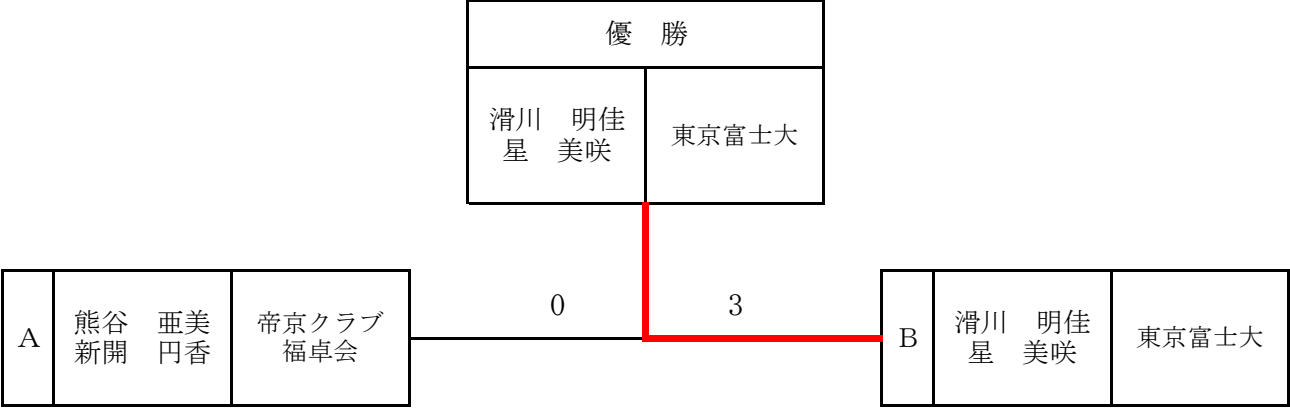 優　勝
滑川　明佳
星　美咲
東京富士大
0
3
A
熊谷　亜美
新開　円香
帝京クラブ
福卓会
B
滑川　明佳
星　美咲
東京富士大